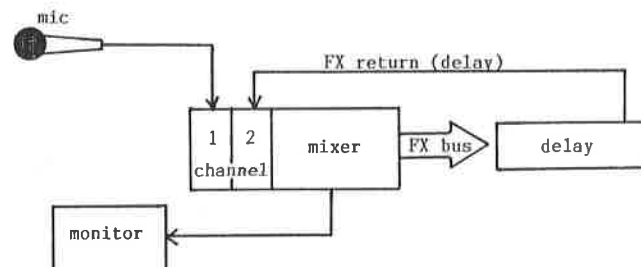 mic
FX return (delay)
1 2 mixer
channel
FX bus
delay
monitor